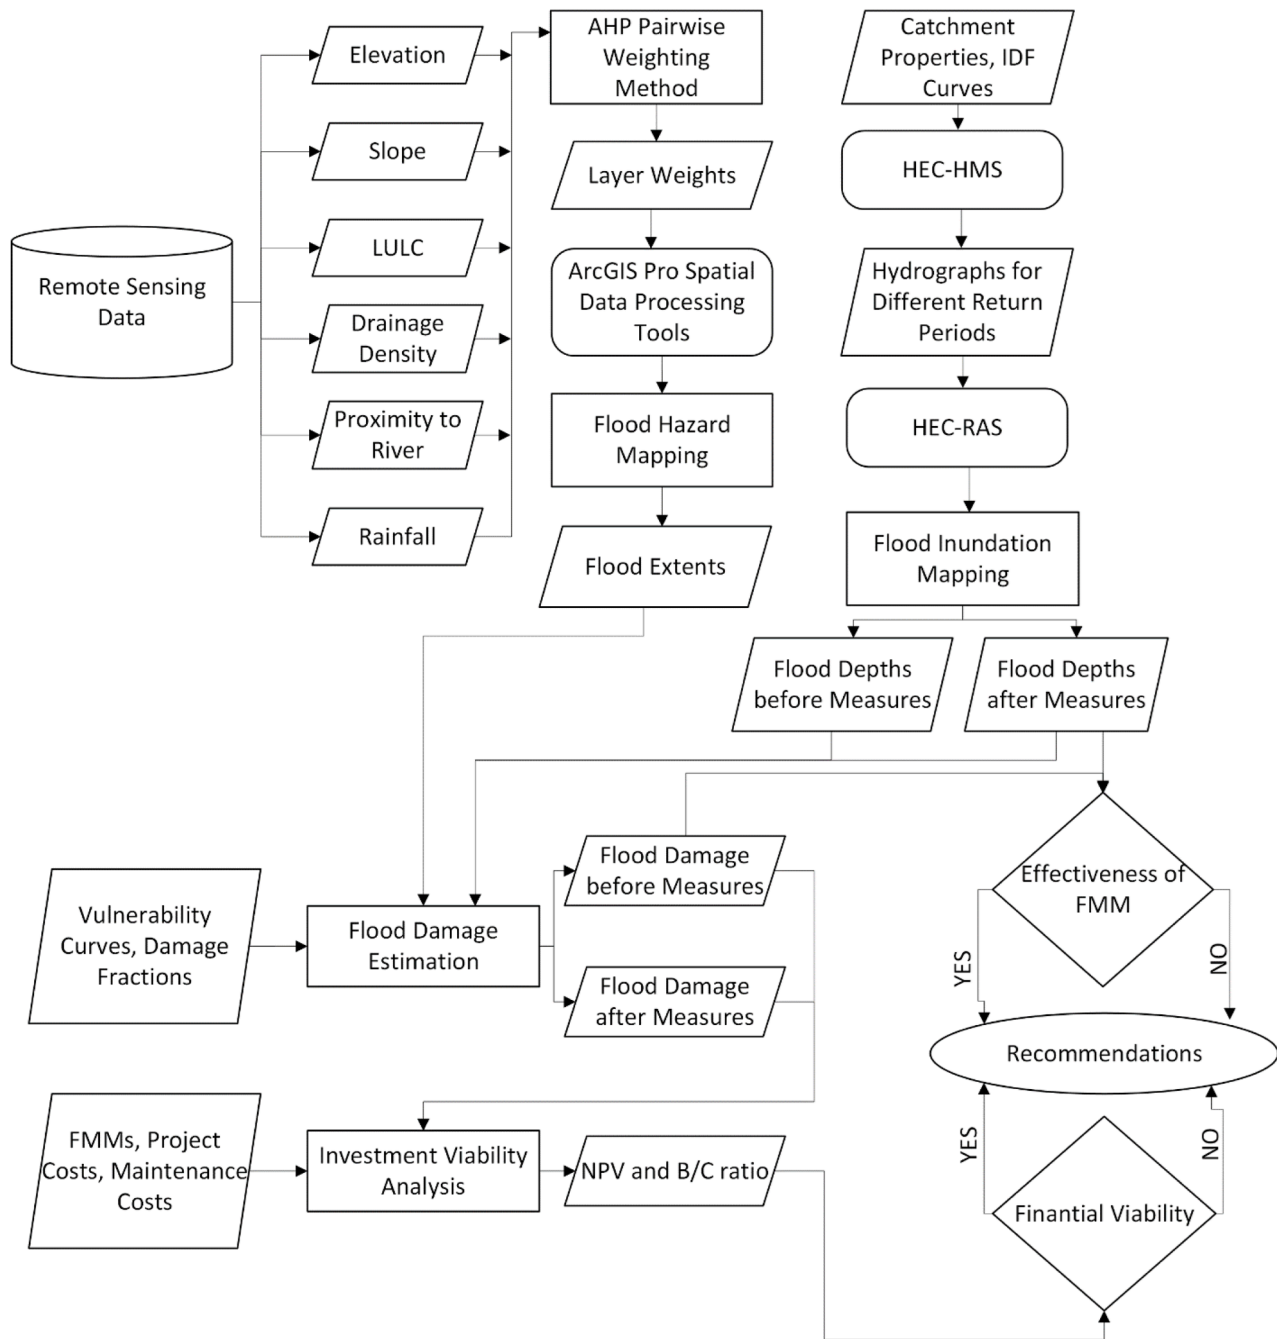 Elevation
Slope
LULC
Remote Sensing
Data
Drainage
Density
Proximity to
River
Rainfall
AHP Pairwise
Weighting
Method
Layer Weights
ArcGIS Pro Spatial
Data Processing
Tools
Flood Hazard
Mapping
Flood Extents
Catchment
Properties, IDF
Curves
HEC-HMS
Hydrographs for
Different Return
Periods
HEC-RAS
Flood Inundation
Mapping
Flood Depths
before Measures
Flood Depths
after Measures
Vulnerability
Curves, Damage
Fractions
Flood Damage
Estimation
Flood Damage
before Measures
Flood Damage
after Measures
Effectiveness of
FMM
YES
NO
Recommendations
FMMs, Project
Costs, Maintenance
Costs
Investment Viability
Analysis
NPV and B/C ratio
YES
NO
Finantial Viability